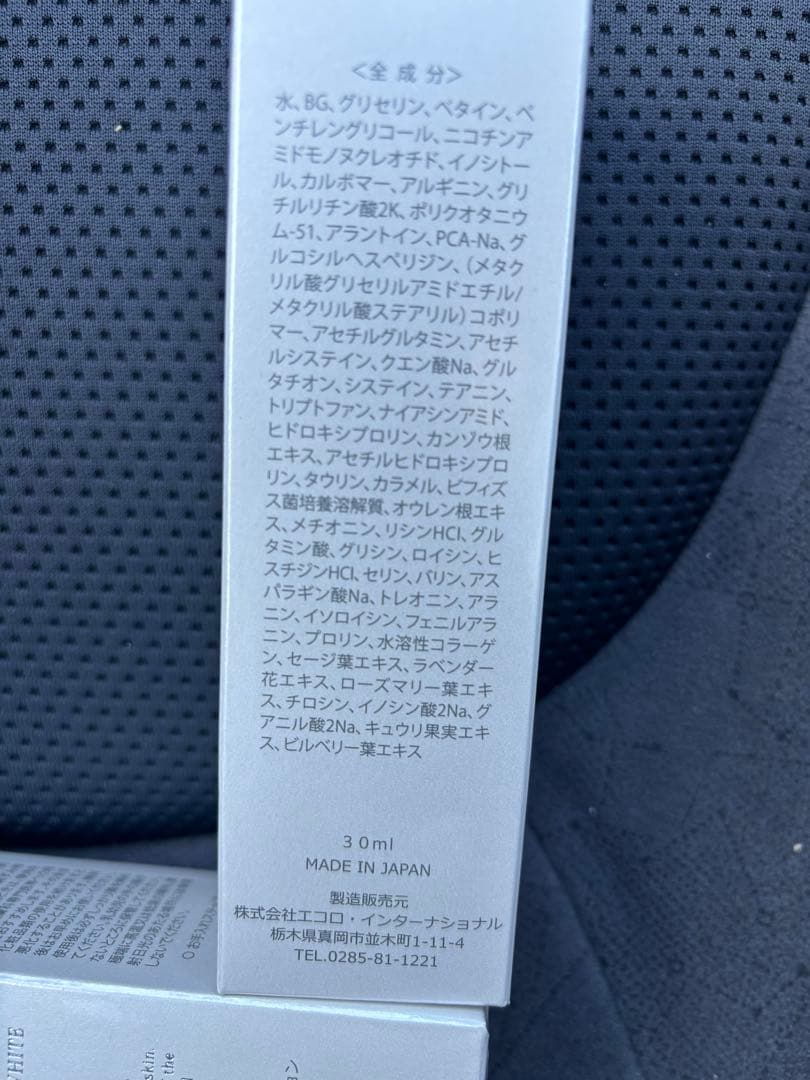 ＜全成分＞
水、BG、グリセリン、ベタイン、ペ
ンチレングリコール、ニコチンア
ミドモノヌクレオチド、イノシトー
ル、カルボマー、アルギニン、グリ
チルリチン酸2K、ポリクオタニウ
ム-51、アラントイン、PCA-Na、グ
ルコシルヘスペリジン、（メタク
リル酸グリセリルアミドエチル/
メタクリル酸ステアリル）コポリ
マー、アセチルグルタミン、アセチ
ルシステイン、クエン酸Na、グル
タチオン、システイン、テアニン、
トリプトファン、ナイアシンアミド、
ヒドロキシプロリン、カンゾウ根
エキス、アセチルヒドロキシプロ
リン、タウリン、カラメル、ビフィズ
ス菌培養溶解質、オウレン根エキ
ス、メチオニン、リシンHCl、グル
タミン酸、グリシン、ロイシン、ヒ
スチジンHCl、セリン、バリン、アス
パラギン酸Na、トレオニン、アラ
ニン、イソロイシン、フェニルアラ
ニン、プロリン、水溶性コラーゲ
ン、セージ葉エキス、ラベンダー
花エキス、ローズマリー葉エキ
ス、チロシン、イノシン酸2Na、グ
アニル酸2Na、キュウリ果実エキ
ス、ビルベリー葉エキス
30ml
MADE IN JAPAN
製造販売元
株式会社エコロ・インターナショナル
栃木県真岡市並木町1-11-4
TEL.0285-81-1221
しないでください。
○お手入れ
HITE
skin.
the
ョン